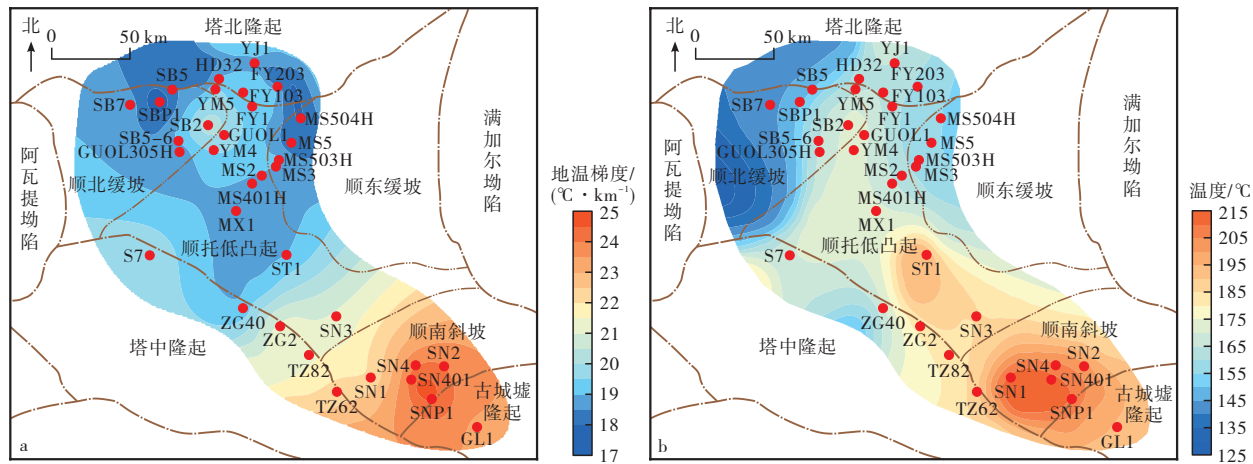 北
0 50 km
塔北隆起
YJ1
HD32
FY203
SB5
SB7
SBP1
YM5
FY103
FY1
SB2
GUOL1
MS504H
SB5-6
MS5
GUOL305H
YM4
MS503H
MS2
MS3
满加尔坳陷
阿瓦提坳陷
顺北缓坡
顺东缓坡
MS401H
MX1
顺托低凸起
S7
ST1
ZG40
ZG2
SN3
塔中隆起
顺南斜坡
TZ82
SN4
SN2
SN1
SN401
古城墟
隆起
TZ62
SNP1
GL1
a
地温梯度/
(℃·km⁻¹)
25
24
23
22
21
20
19
18
17
北
0 50 km
塔北隆起
YJ1
HD32
FY203
SB5
SB7
SBP1
YM5
FY103
FY1
SB2
GUOL1
MS504H
SB5-6
MS5
GUOL305H
YM4
MS503H
MS2
MS3
满加尔坳陷
阿瓦提坳陷
顺北缓坡
顺东缓坡
MS401H
MX1
顺托低凸起
S7
ST1
ZG40
ZG2
SN3
塔中隆起
顺南斜坡
TZ82
SN4
SN2
SN1
SN401
古城墟
隆起
TZ62
SNP1
GL1
b
温度/℃
215
205
195
185
175
165
155
145
135
125